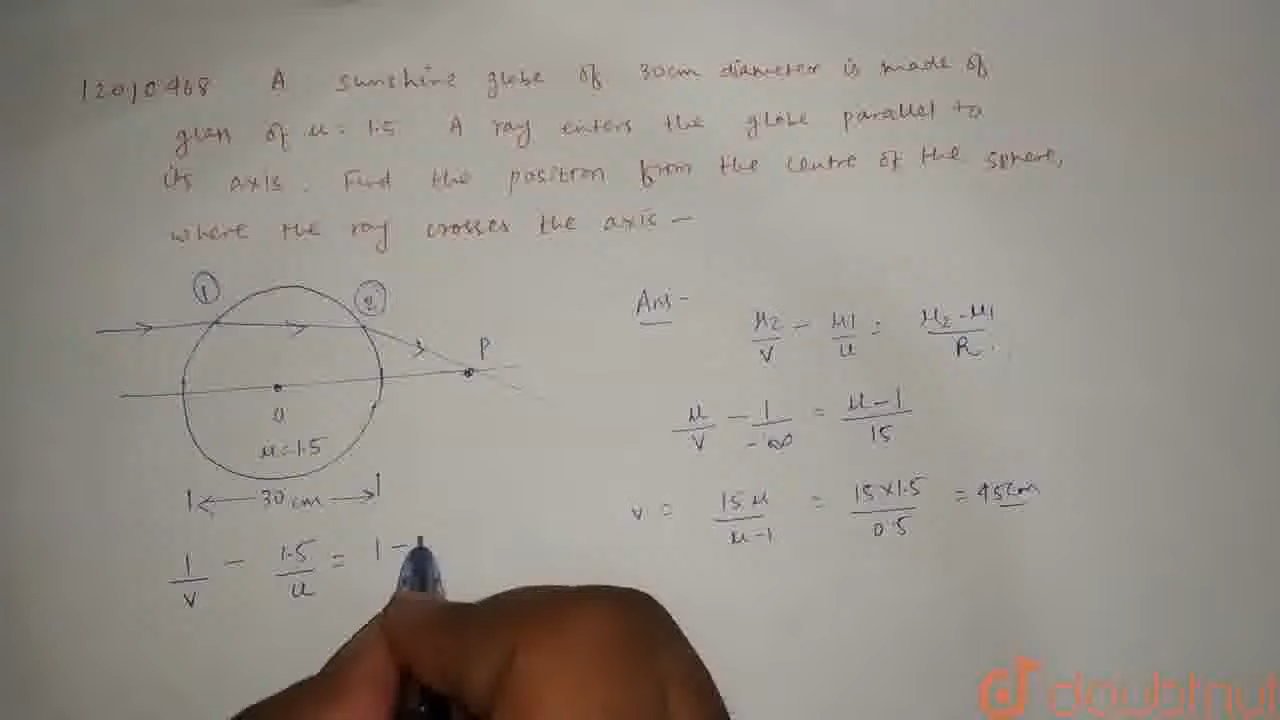 12010468 A sunshine globe of 30cm diameter is made of
glass of u = 1.5 A ray enters the globe parallel to
its axis. Find the position from the centre of the sphere,
where the ray crosses the axis -
① ②
P
O
u=1.5
30 cm
1/v - 1.5/u = 1 -
Ans -
μ2/v - μ1/u = μ2-μ1/R
μ/v - 1/-∞ = μ-1/15
v = 15μ/μ-1 = 15×1.5/0.5 = 45cm
doubtnut